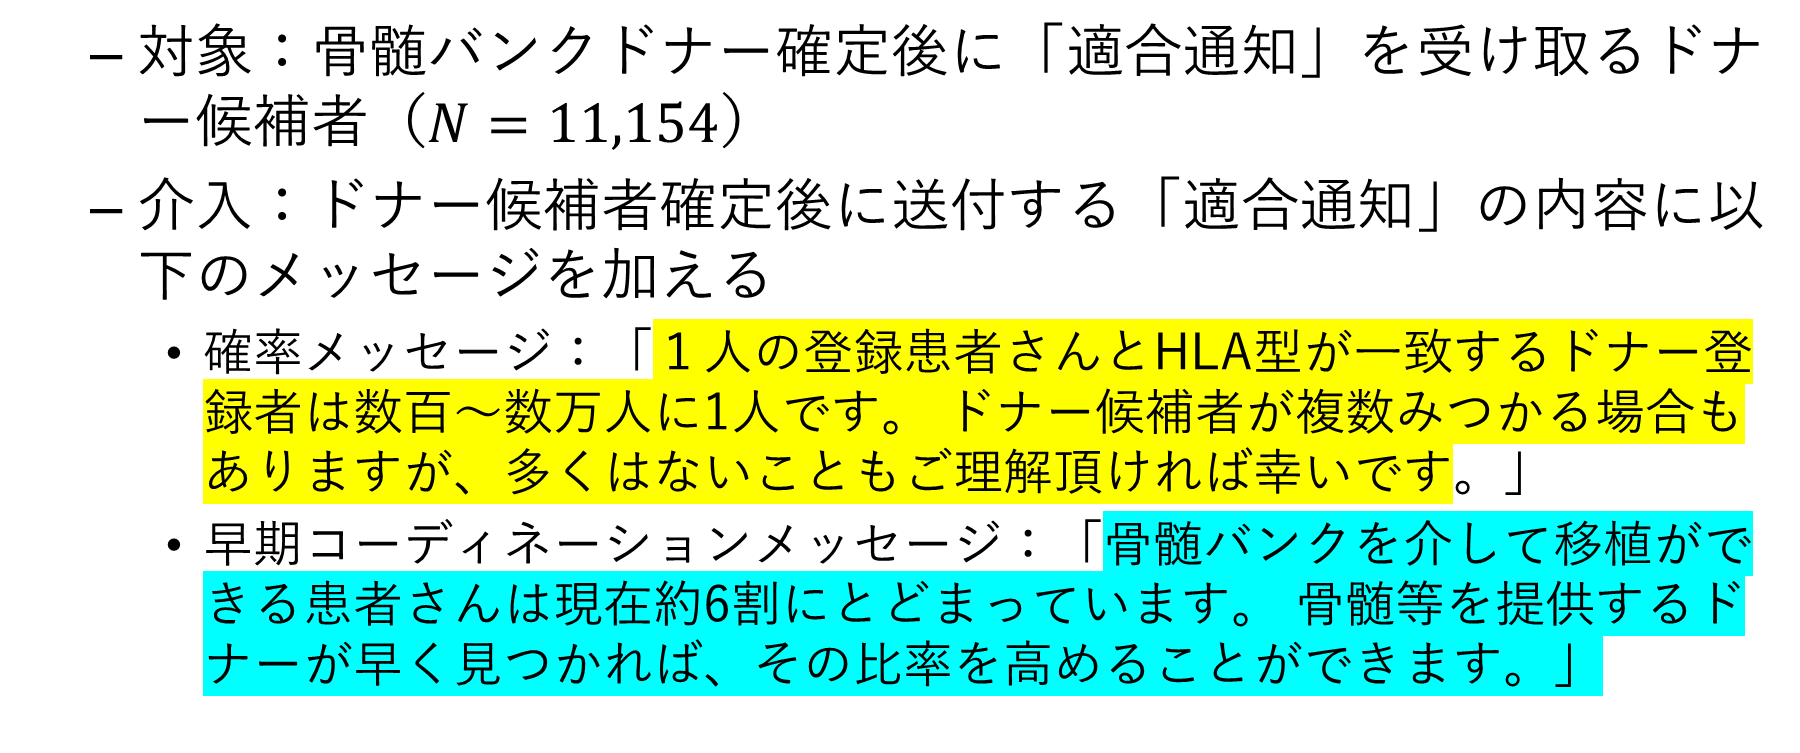 – 対象：骨髄バンクドナー確定後に「適合通知」を受け取るドナ
ー候補者（N = 11,154）
– 介入：ドナー候補者確定後に送付する「適合通知」の内容に以
下のメッセージを加える
• 確率メッセージ：「１人の登録患者さんとHLA型が一致するドナー登
録者は数百～数万人に1人です。 ドナー候補者が複数みつかる場合も
ありますが、多くはないこともご理解頂ければ幸いです。」
• 早期コーディネーションメッセージ：「骨髄バンクを介して移植がで
きる患者さんは現在約6割にとどまっています。 骨髄等を提供するド
ナーが早く見つかれば、その比率を高めることができます。」